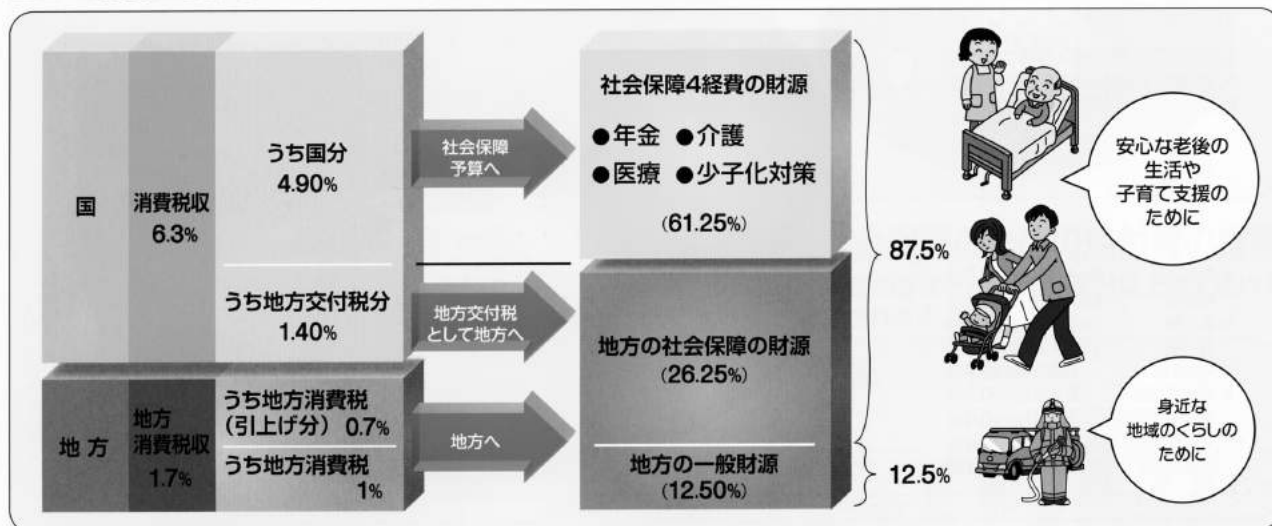 国
消費税収
6.3%
うち国分
4.90%
うち地方交付税分
1.40%
地方
地方
消費税収
1.7%
うち地方消費税
(引上げ分) 0.7%
うち地方消費税
1%
社会保障
予算へ
地方交付税
として地方へ
地方へ
社会保障4経費の財源
●年金 ●介護
●医療 ●少子化対策
(61.25%)
地方の社会保障の財源
(26.25%)
地方の一般財源
(12.50%)
87.5%
12.5%
安心な老後の
生活や
子育て支援の
ために
身近な
地域のくらしの
ために